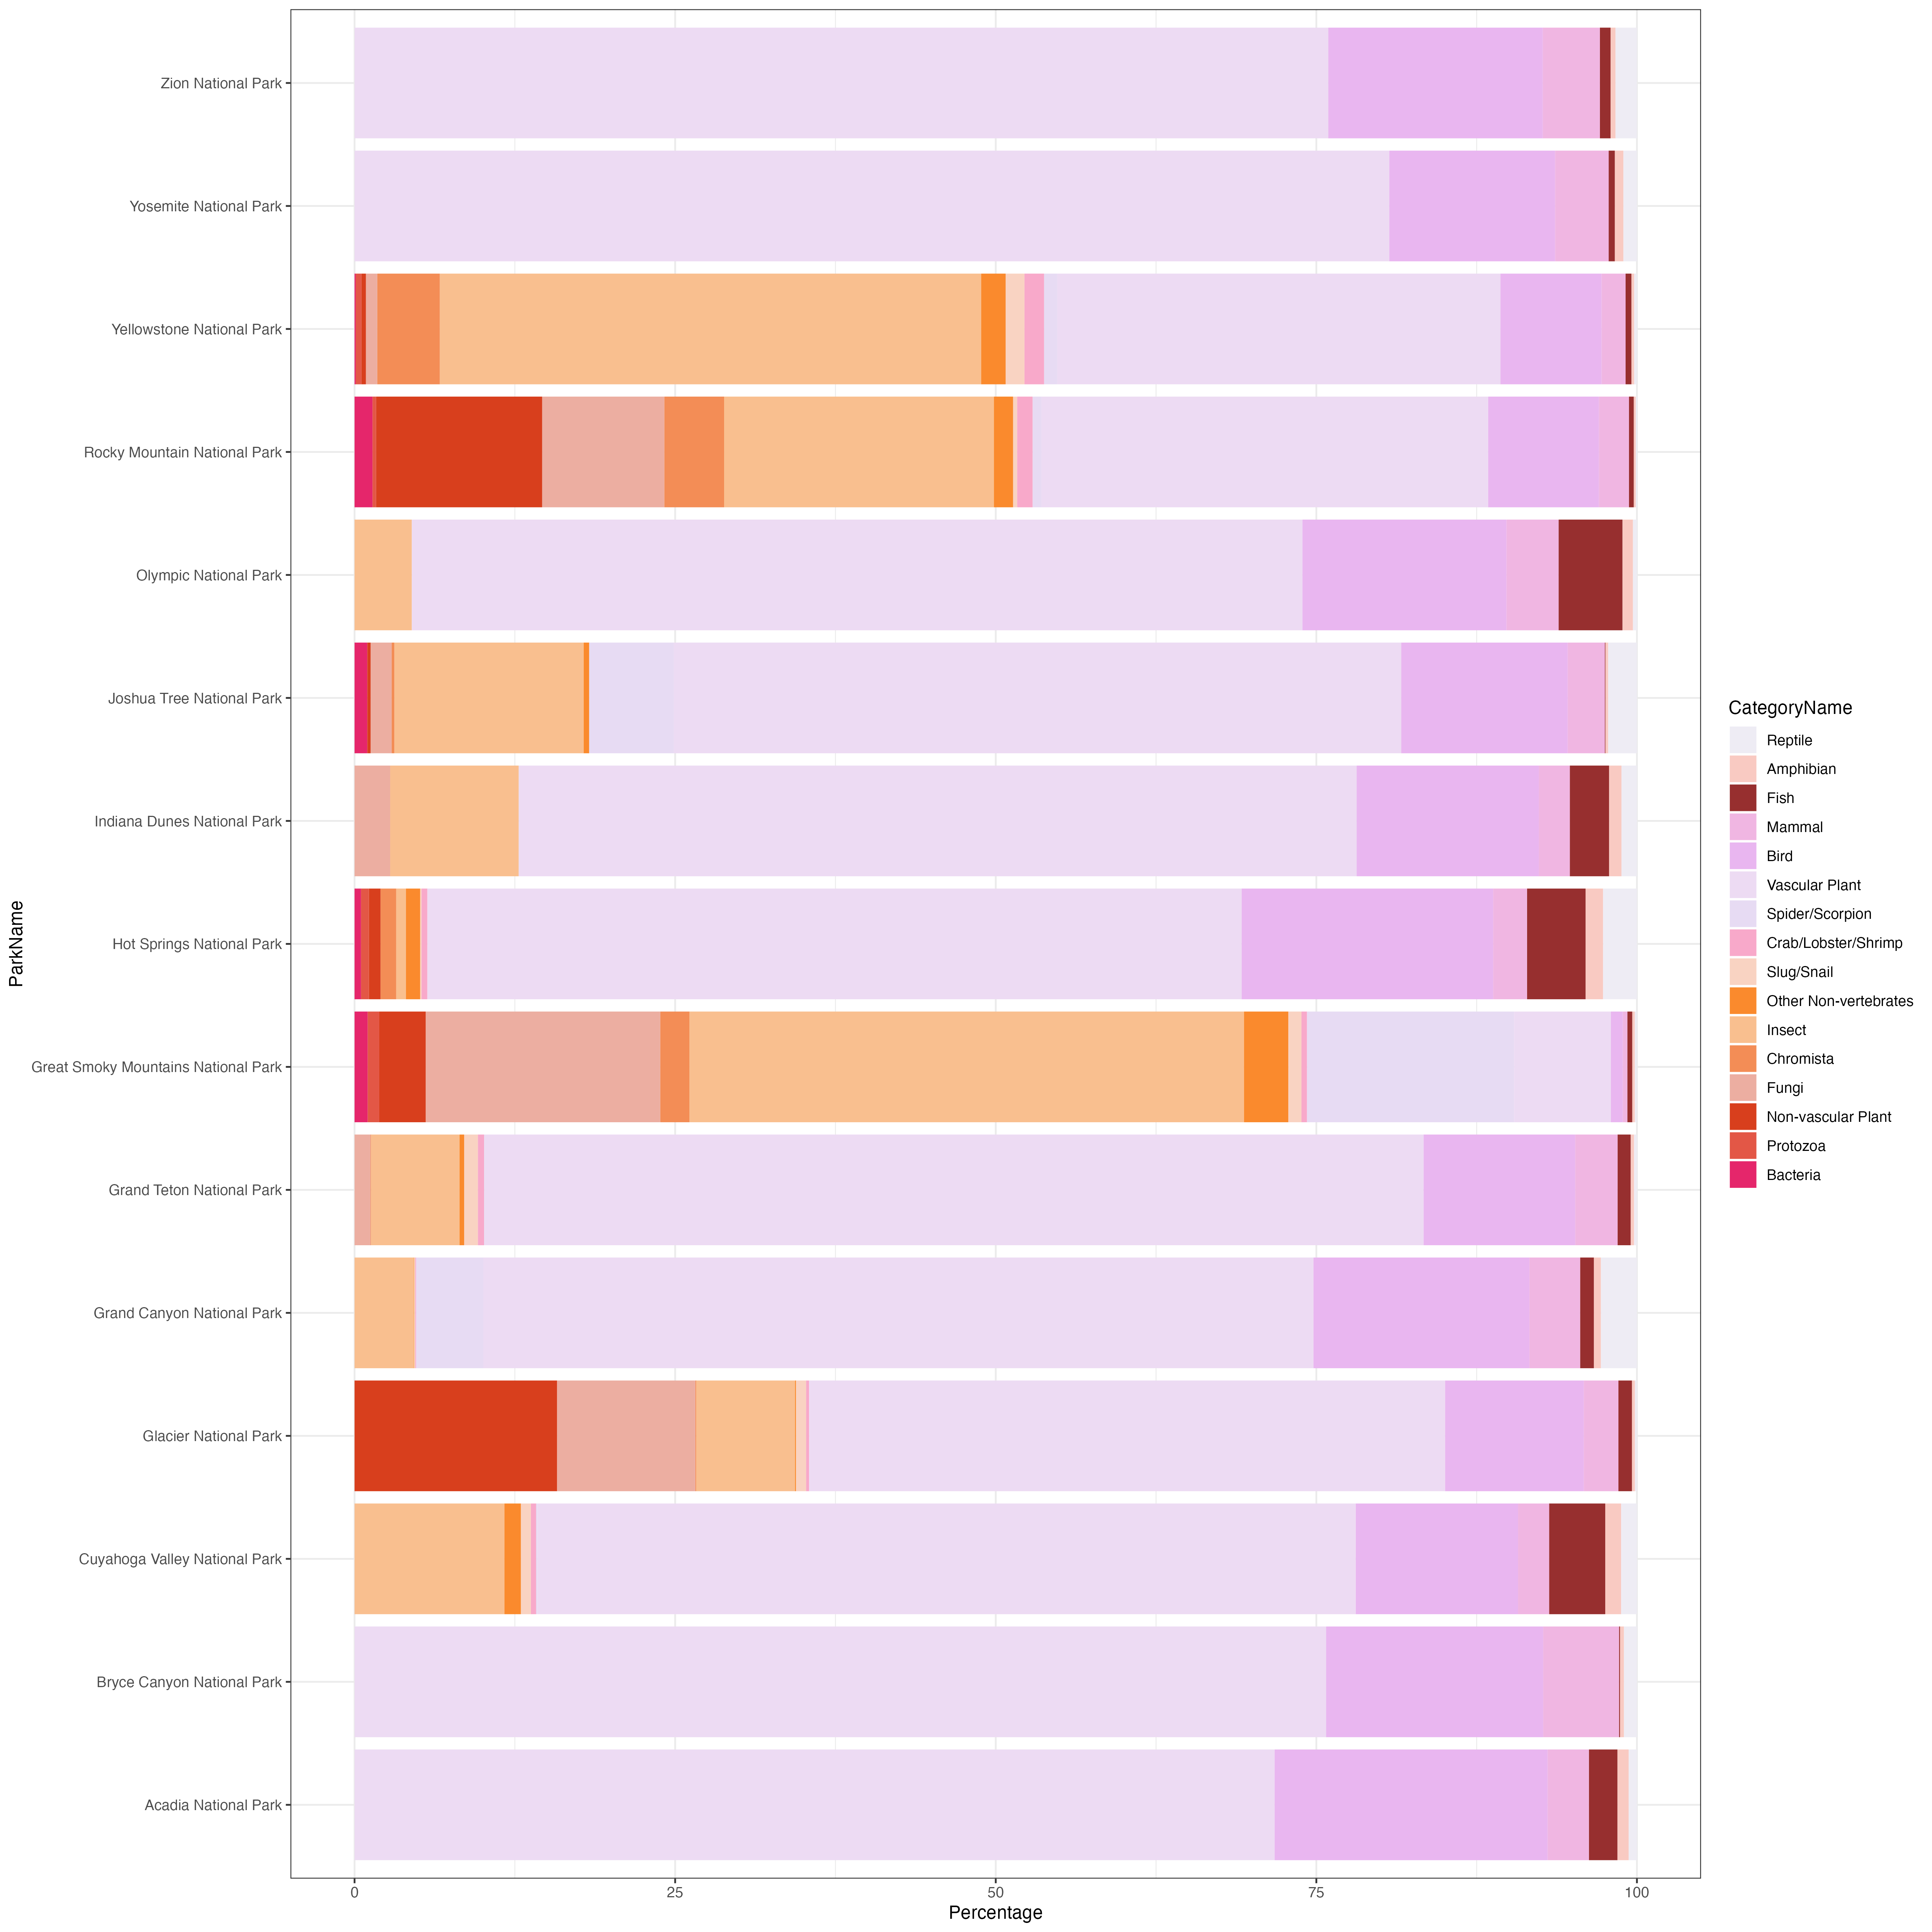 Zion National Park
Yosemite National Park
Yellowstone National Park
Rocky Mountain National Park
Olympic National Park
Joshua Tree National Park
Indiana Dunes National Park
Hot Springs National Park
Great Smoky Mountains National Park
Grand Teton National Park
Grand Canyon National Park
Glacier National Park
Cuyahoga Valley National Park
Bryce Canyon National Park
Acadia National Park
ParkName
0 25 50 75 100
Percentage
CategoryName
Reptile
Amphibian
Fish
Mammal
Bird
Vascular Plant
Spider/Scorpion
Crab/Lobster/Shrimp
Slug/Snail
Other Non-vertebrates
Insect
Chromista
Fungi
Non-vascular Plant
Protozoa
Bacteria